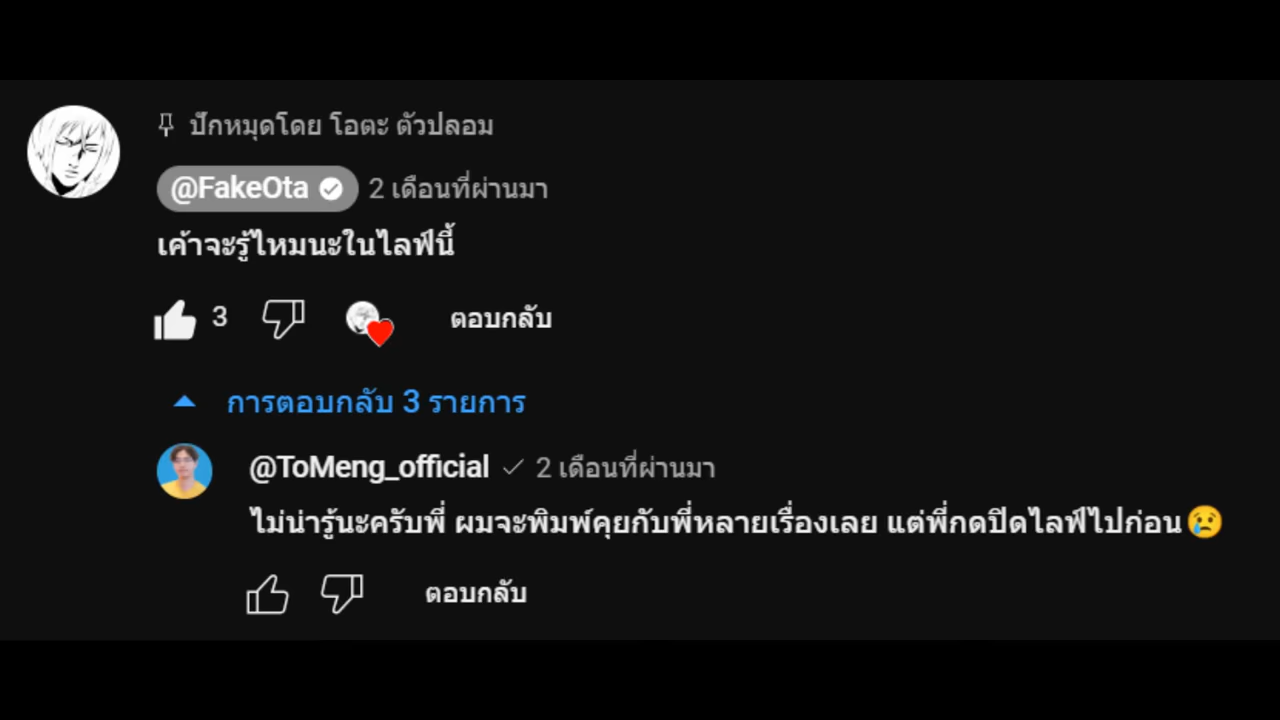 ปักหมุดโดย โอตะ ตัวปลอม
@FakeOta 2 เดือนที่ผ่านมา
เค้าจะรู้ไหมนะในไลฟ์นี้
3 ตอบกลับ
การตอบกลับ 3 รายการ
@ToMeng_official 2 เดือนที่ผ่านมา
ไม่น่ารู้นะครับพี่ ผมจะพิมพ์คุยกับพี่หลายเรื่องเลย แต่พี่กดปิดไลฟ์ไปก่อน😢
ตอบกลับ